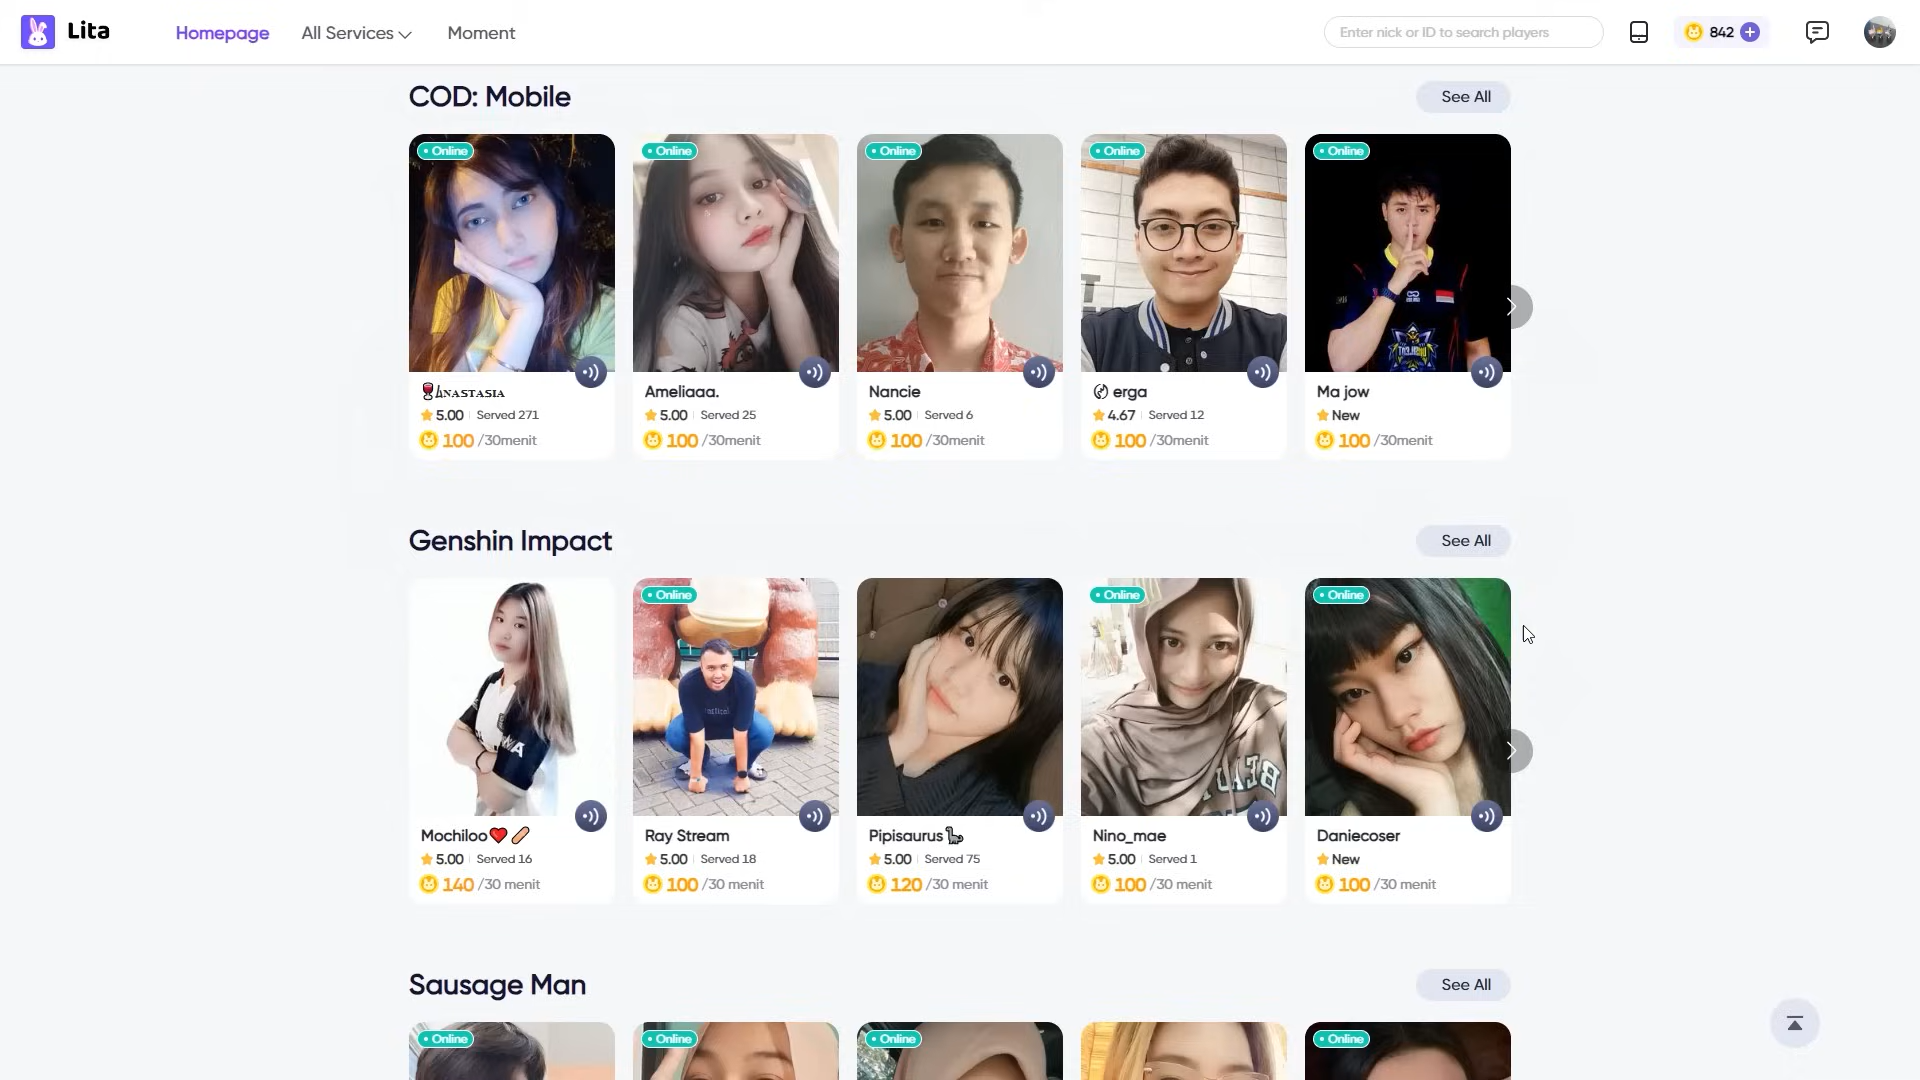 Lita
Homepage
All Services
Moment
Enter nick or ID to search players
842
COD: Mobile
See All
Online
Online
Online
Online
Online
Anastasia
Ameliaaa.
Nancie
erga
Ma jow
5.00 | Served 271
5.00 | Served 25
5.00 | Served 6
4.67 | Served 12
New
100 /30menit
100 /30menit
100 /30menit
100 /30menit
100 /30menit
Genshin Impact
See All
Online
Online
Online
Mochiloo❤️🩹
Ray Stream
Pipisaurus🦕
Nino_mae
Daniecoser
5.00 | Served 16
5.00 | Served 18
5.00 | Served 75
5.00 | Served 1
New
140 /30 menit
100 /30 menit
120 /30 menit
100 /30 menit
100 /30 menit
Sausage Man
See All
Online
Online
Online
Online